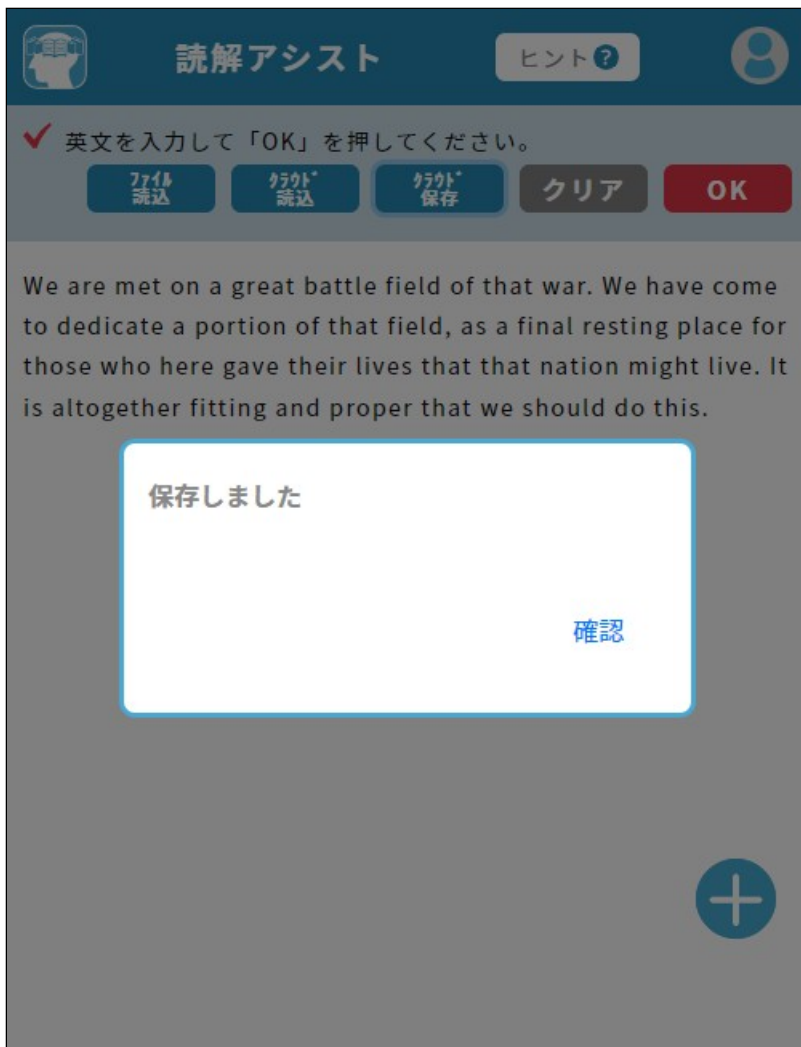 読解アシスト
ヒント?
英文を入力して「OK」を押してください。
ﾌｧｲﾙ
読込
ｸﾗｳﾄﾞ
読込
ｸﾗｳﾄﾞ
保存
クリア
OK
We are met on a great battle field of that war. We have come
to dedicate a portion of that field, as a final resting place for
those who here gave their lives that that nation might live. It
is altogether fitting and proper that we should do this.
保存しました
確認